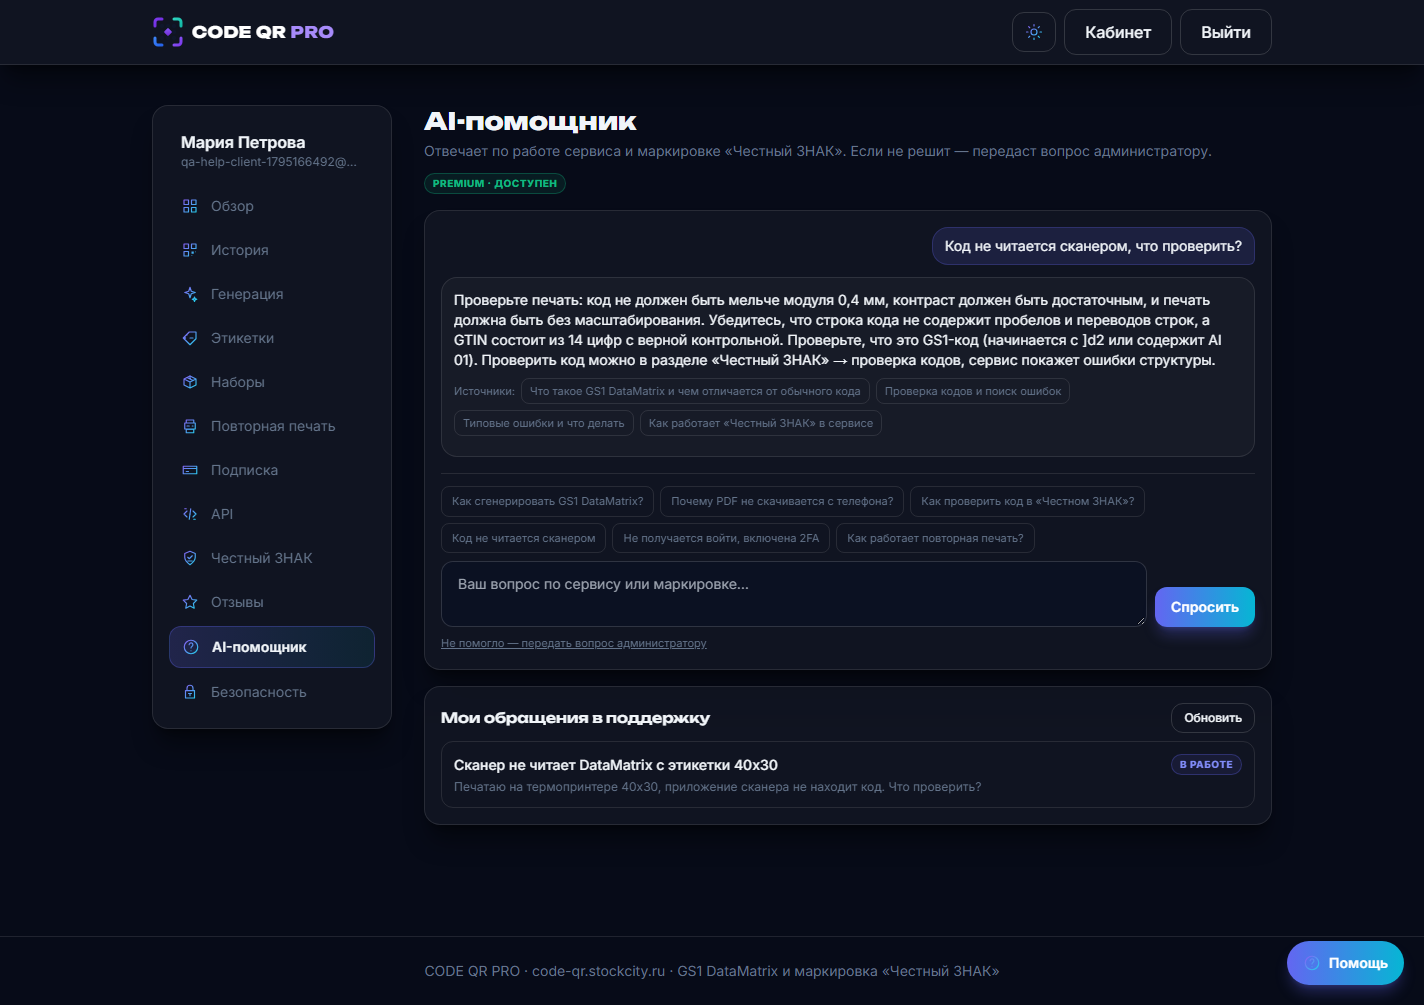 CODE QR PRO
Кабинет
Выйти
Мария Петрова
qa-help-client-1795166492@...
Обзор
История
Генерация
Этикетки
Наборы
Повторная печать
Подписка
API
Честный ЗНАК
Отзывы
AI-помощник
Безопасность
AI-помощник
Отвечает по работе сервиса и маркировке «Честный ЗНАК». Если не решит — передаст вопрос администратору.
PREMIUM · ДОСТУПЕН
Код не читается сканером, что проверить?
Проверьте печать: код не должен быть мельче модуля 0,4 мм, контраст должен быть достаточным, и печать
должна быть без масштабирования. Убедитесь, что строка кода не содержит пробелов и переводов строк, а
GTIN состоит из 14 цифр с верной контрольной. Проверьте, что это GS1-код (начинается с ]d2 или содержит AI
01). Проверить код можно в разделе «Честный ЗНАК» → проверка кодов, сервис покажет ошибки структуры.
Источники: Что такое GS1 DataMatrix и чем отличается от обычного кода Проверка кодов и поиск ошибок
Типовые ошибки и что делать Как работает «Честный ЗНАК» в сервисе
Как сгенерировать GS1 DataMatrix? Почему PDF не скачивается с телефона? Как проверить код в «Честном ЗНАК»?
Код не читается сканером Не получается войти, включена 2FA Как работает повторная печать?
Ваш вопрос по сервису или маркировке...
Спросить
Не помогло — передать вопрос администратору
Мои обращения в поддержку
Обновить
Сканер не читает DataMatrix с этикетки 40x30
В РАБОТЕ
Печатаю на термопринтере 40x30, приложение сканера не находит код. Что проверить?
CODE QR PRO · code-qr.stockcity.ru · GS1 DataMatrix и маркировка «Честный ЗНАК»
Помощь